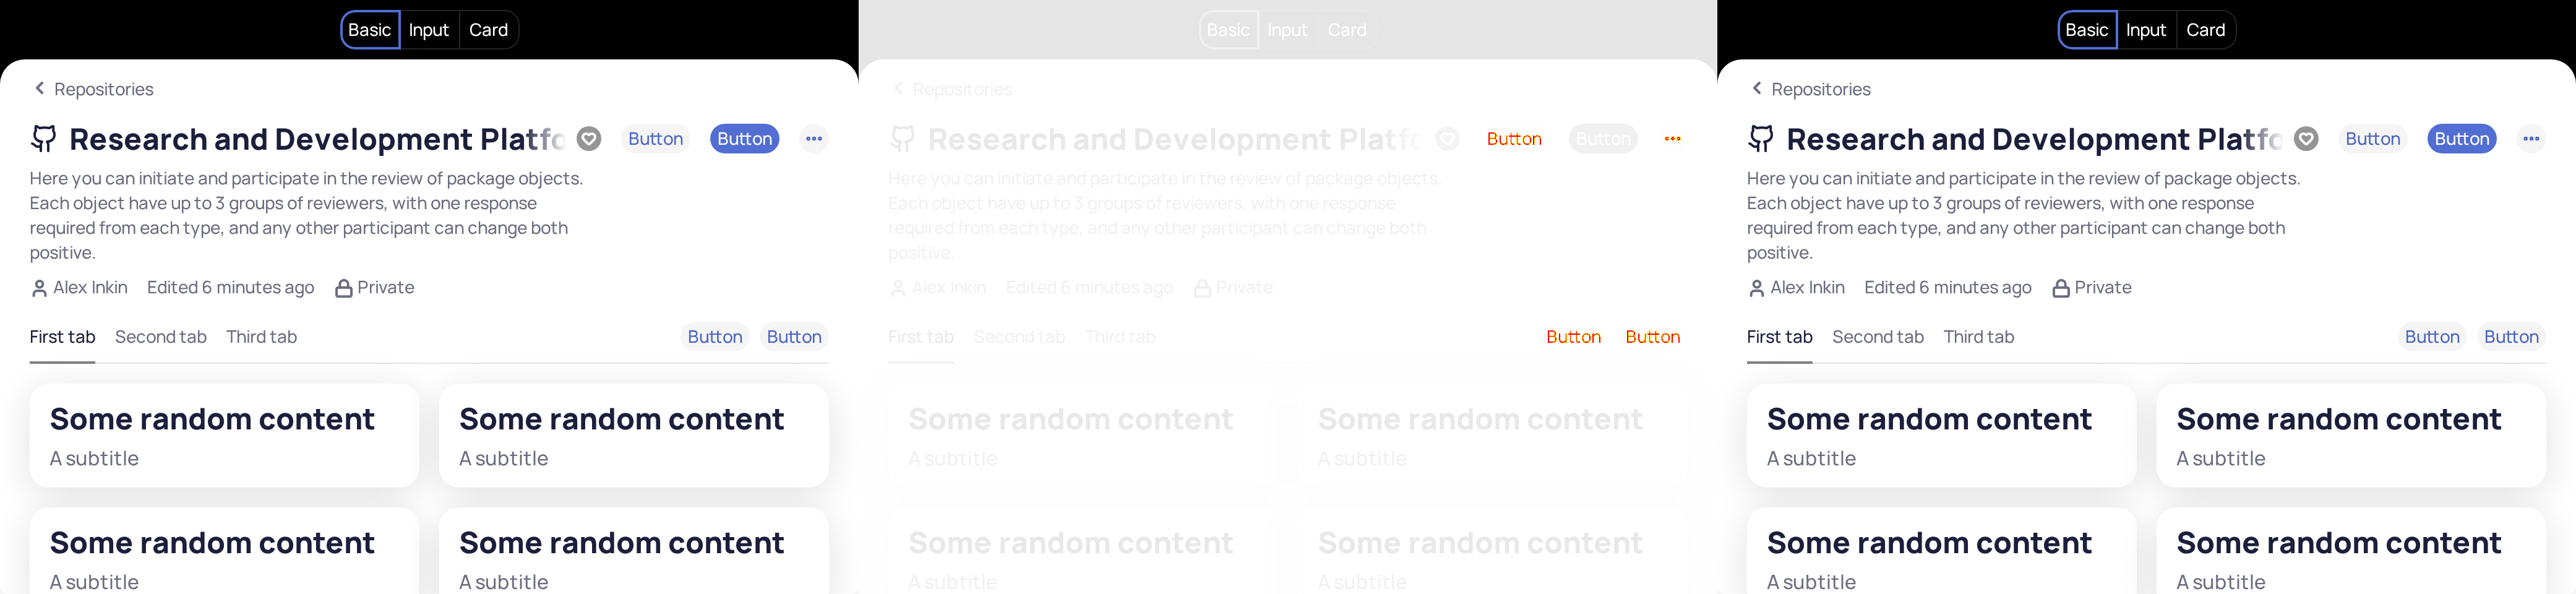 Basic Input Card
Repositories
Research and Development Platfo Button Button
Here you can initiate and participate in the review of package objects.
Each object have up to 3 groups of reviewers, with one response
required from each type, and any other participant can change both
positive.
Alex Inkin Edited 6 minutes ago Private
First tab Second tab Third tab Button Button
Some random content Some random content
A subtitle A subtitle
Some random content Some random content
A subtitle A subtitle
Basic Input Card
Repositories
Research and Development Platfo Button Button
Here you can initiate and participate in the review of package objects.
Each object have up to 3 groups of reviewers, with one response
required from each type, and any other participant can change both
positive.
Alex Inkin Edited 6 minutes ago Private
First tab Second tab Third tab Button Button
Some random content Some random content
A subtitle A subtitle
Some random content Some random content
A subtitle A subtitle
Basic Input Card
Repositories
Research and Development Platfo Button Button
Here you can initiate and participate in the review of package objects.
Each object have up to 3 groups of reviewers, with one response
required from each type, and any other participant can change both
positive.
Alex Inkin Edited 6 minutes ago Private
First tab Second tab Third tab Button Button
Some random content Some random content
A subtitle A subtitle
Some random content Some random content
A subtitle A subtitle